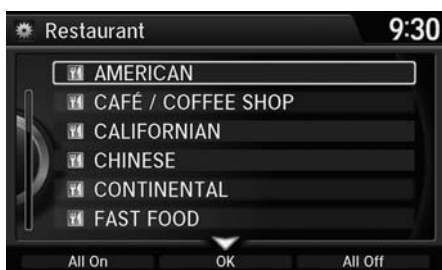 Restaurant 9:30
AMERICAN
CAFÉ / COFFEE SHOP
CALIFORNIAN
CHINESE
CONTINENTAL
FAST FOOD
All On OK All Off